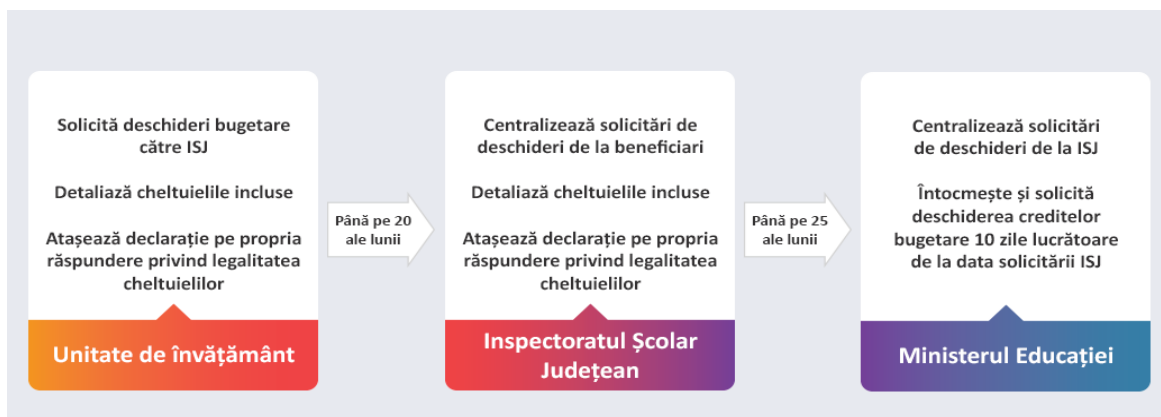 Solicită deschideri bugetare
către ISJ
Detaliază cheltuielile incluse
Atașează declarație pe propria
răspundere privind legalitatea
cheltuielilor
Unitate de învățământ
Până pe 20
ale lunii
Centralizează solicitări de
deschideri de la beneficiari
Detaliază cheltuielile incluse
Atașează declarație pe propria
răspundere privind legalitatea
cheltuielilor
Inspectoratul Școlar
Județean
Până pe 25
ale lunii
Centralizează solicitări
de deschideri de la ISJ
Întocmește și solicită
deschiderea creditelor
bugetare 10 zile lucrătoare
de la data solicitării ISJ
Ministerul Educației